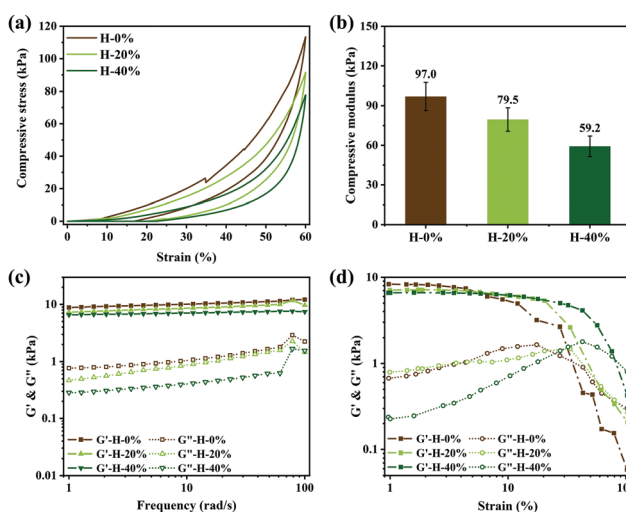 (a)
Compressive stress (kPa)
120
100
80
60
40
20
0
H-0%
H-20%
H-40%
0 10 20 30 40 50 60
Strain (%)
(b)
Compressive modulus (kPa)
150
120
90
60
30
0
97.0
79.5
59.2
H-0% H-20% H-40%
(c)
G' & G" (kPa)
100
10
1
0.1
0.01
G'-H-0% G"-H-0%
G'-H-20% G"-H-20%
G'-H-40% G"-H-40%
1 10 100
Frequency (rad/s)
(d)
G' & G" (kPa)
10
1
0.1
G'-H-0% G"-H-0%
G'-H-20% G"-H-20%
G'-H-40% G"-H-40%
1 10
Strain (%)